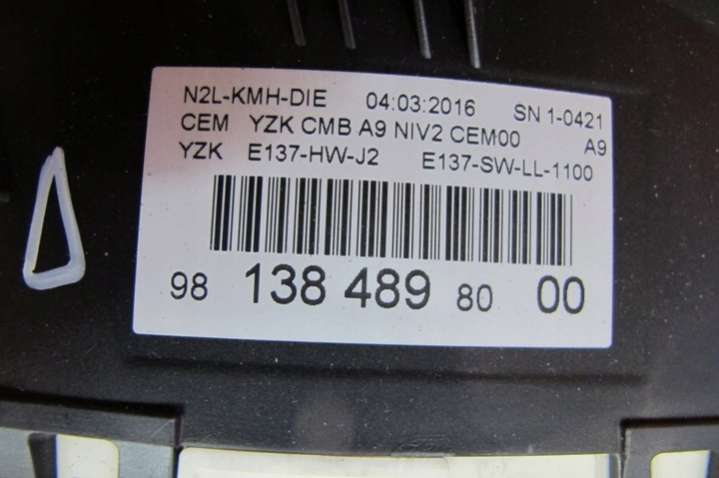 N2L-KMH-DIE 04:03:2016 SN 1-0421
CEM YZK CMB A9 NIV2 CEM00 A9
YZK E137-HW-J2 E137-SW-LL-1100
98 138 489 80 00